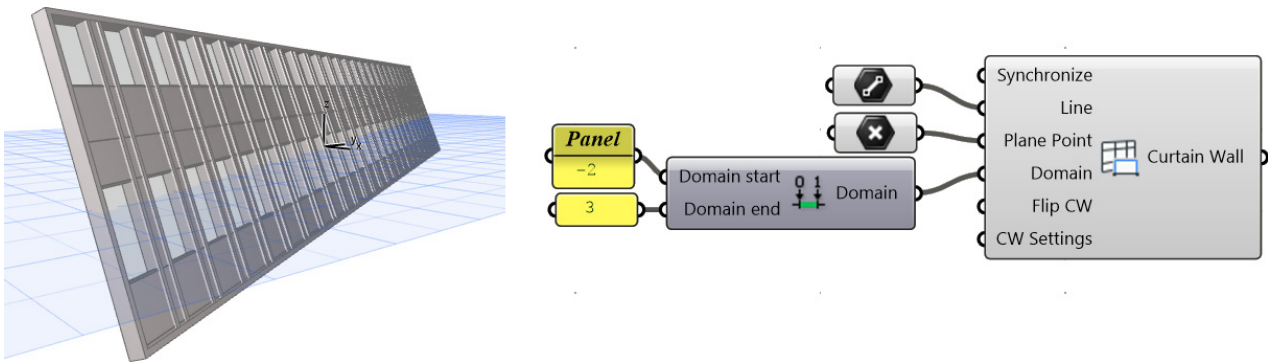 z
y
x
Panel
-2
3
Domain start
Domain end
0 1
Domain
Synchronize
Line
Plane Point
Domain
Flip CW
CW Settings
Curtain Wall